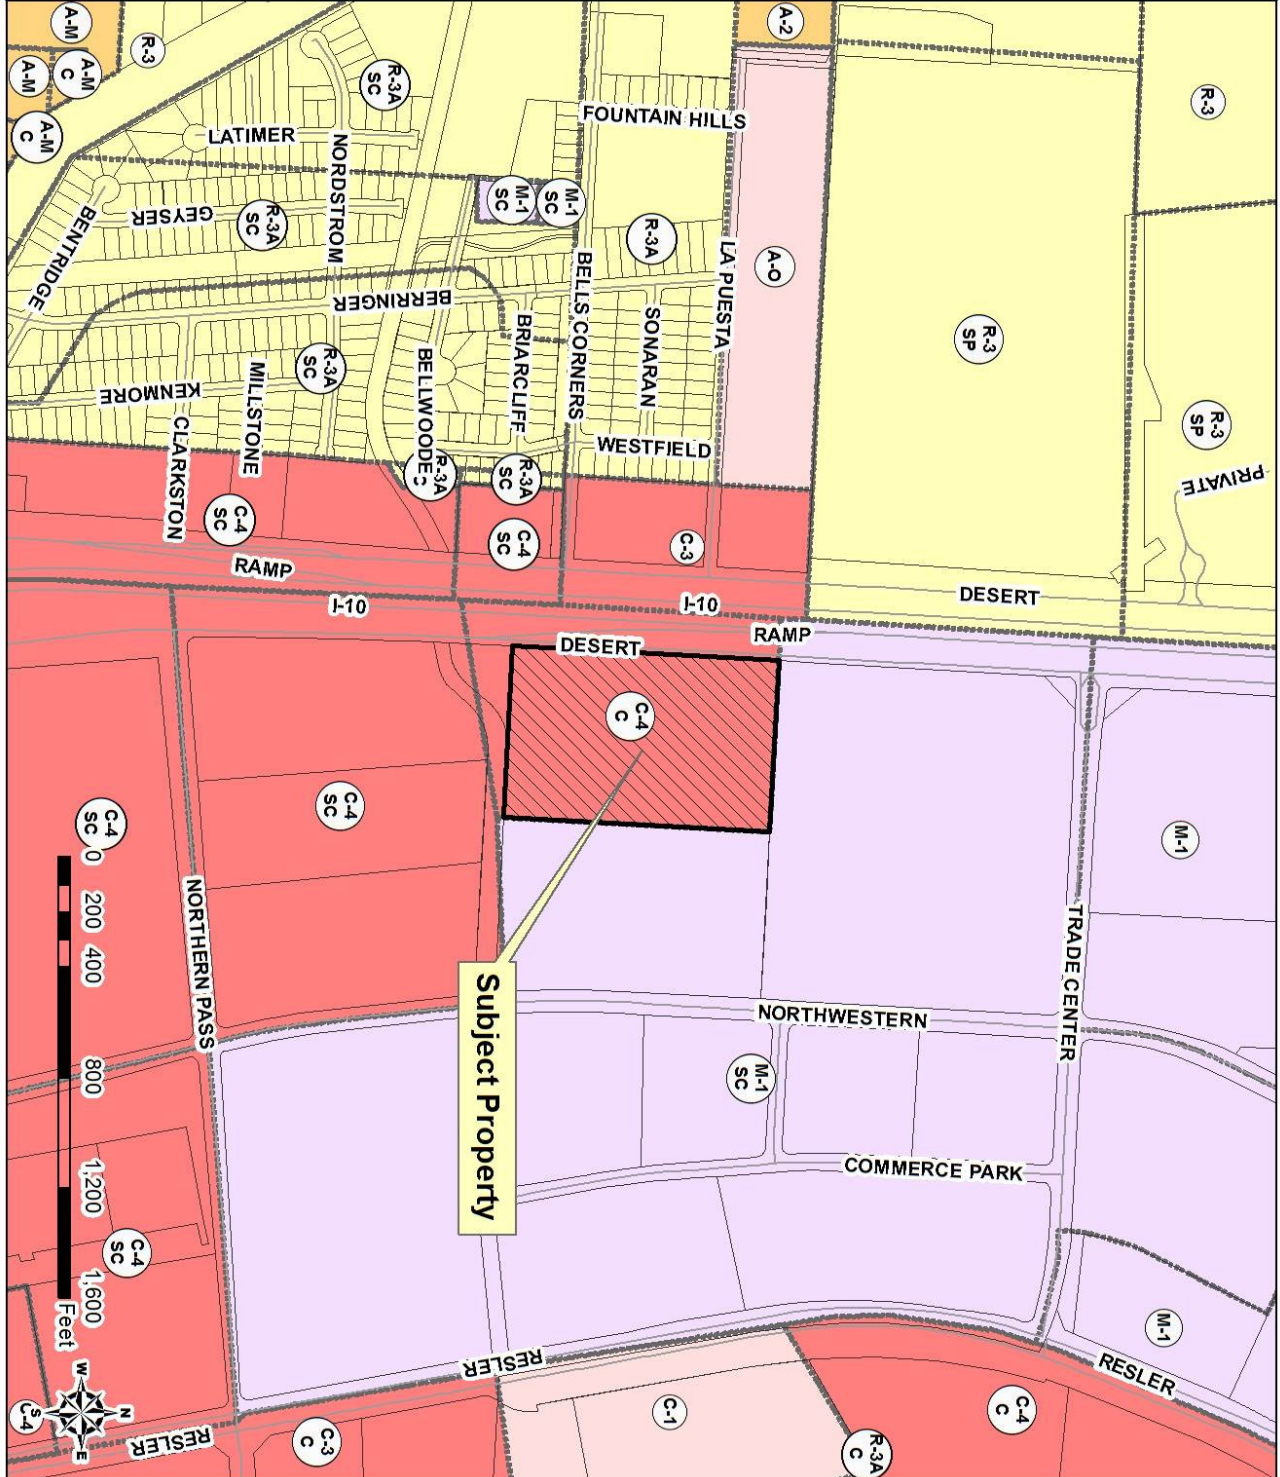 A-M
A-M
C
A-M
A-M
C
R-3
R-3A
SC
A-2
R-3
LATIMER
NORDSTROM
FOUNTAIN HILLS
GEYSER
R-3A
SC
M-1
SC
M-1
SC
R-3A
BENTRIDGE
BERRINGER
BELLS CORNERS
LA PUESTA
A-O
R-3
SP
R-3
SP
PRIVATE
KENMORE
MILLSTONE
R-3A
SC
BELLWOOD
BRIARCLIFF
SONARAN
WESTFIELD
CLARKSTON
R-3A
C
R-3A
SC
C-4
SC
C-4
SC
C-3
RAMP
I-10
I-10
DESERT
DESERT
RAMP
C-4
C
C-4
SC
C-4
SC
M-1
NORTHERN PASS
Subject Property
NORTHWESTERN
TRADE CENTER
M-1
SC
COMMERCE PARK
C-4
SC
RESLER
RESLER
RESLER
M-1
C-1
C-4
C
R-3A
C
C-3
C
C-4
0 200 400 800 1,200 1,600
Feet
N
E
S
W